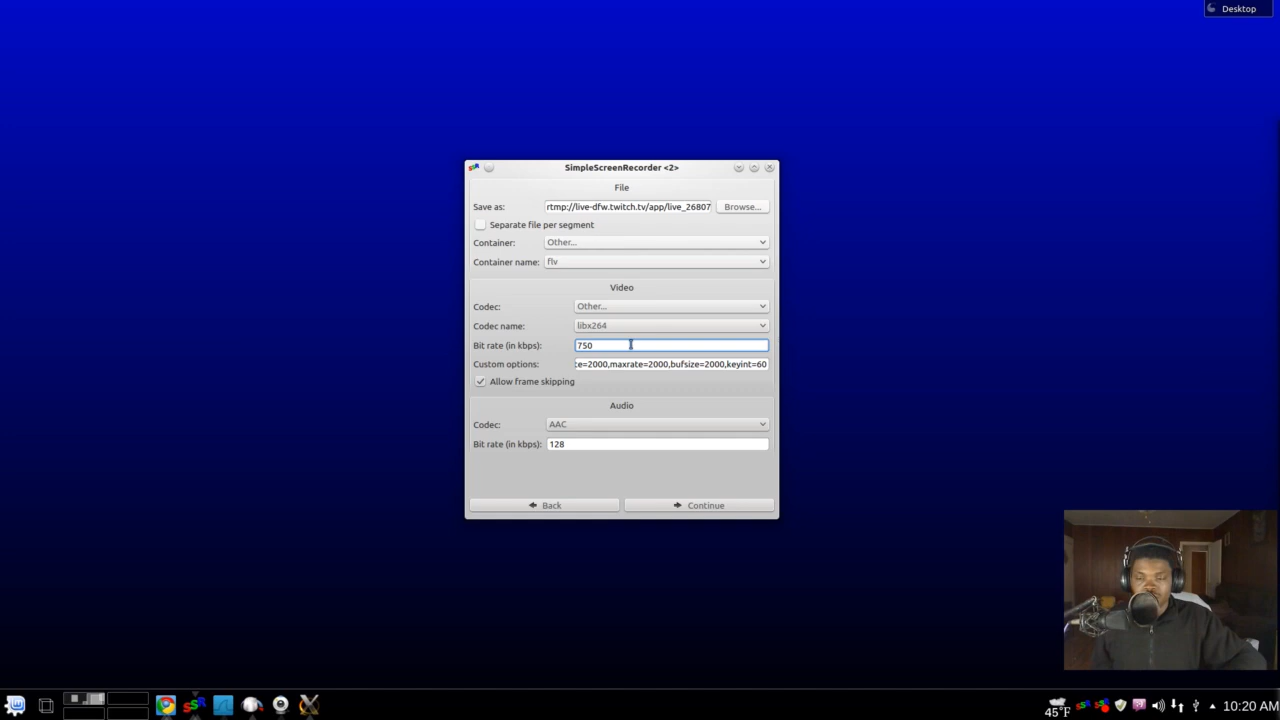 Desktop
SimpleScreenRecorder <2>
File
Save as: rtmp://live-dfw.twitch.tv/app/live_26807 Browse...
Separate file per segment
Container: Other...
Container name: flv
Video
Codec: Other...
Codec name: libx264
Bit rate (in kbps): 750
Custom options: :e=2000,maxrate=2000,bufsize=2000,keyint=60
Allow frame skipping
Audio
Codec: AAC
Bit rate (in kbps): 128
Back Continue
45°F 10:20 AM